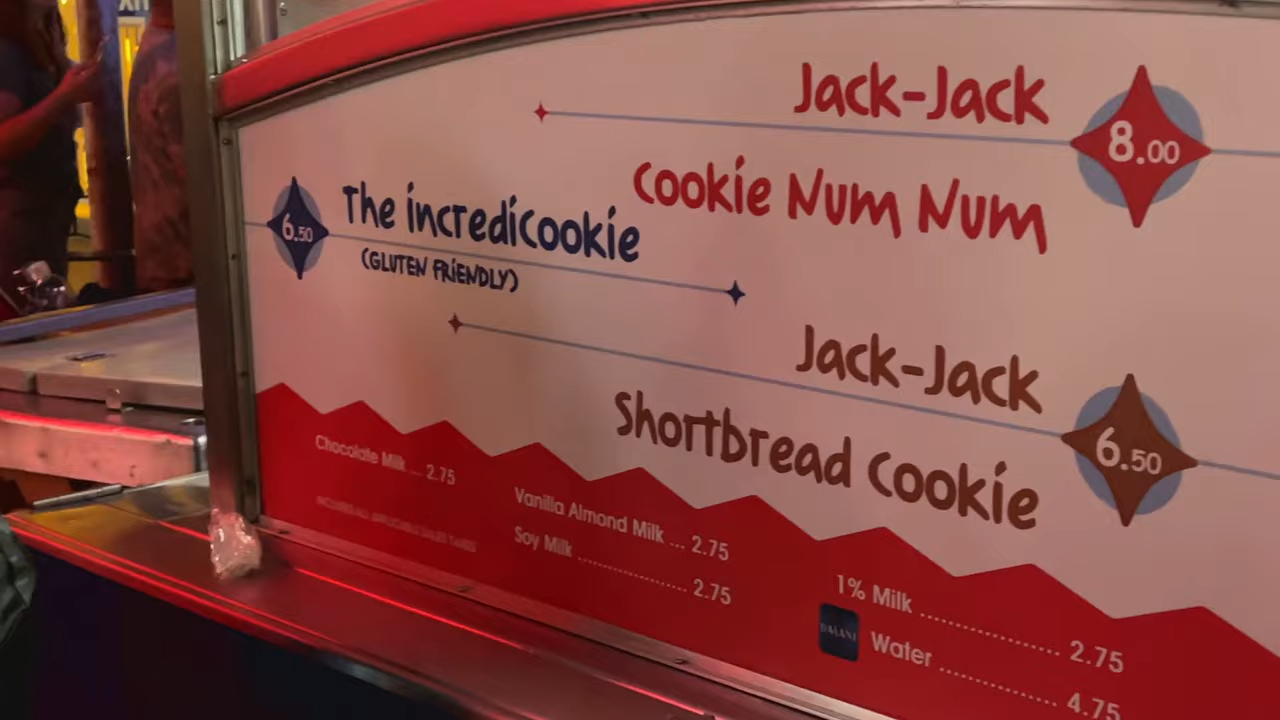 Jack-Jack
Cookie Num Num
8.00
6.50
The incredicookie
(GLUTEN FRIENDLY)
Jack-Jack
Shortbread Cookie
6.50
Chocolate Milk ... 2.75
INCLUDES ALL APPLICABLE SALES TAXES
Vanilla Almond Milk ... 2.75
Soy Milk .................. 2.75
1% Milk ...................... 2.75
DASANI
Water ................... 4.75